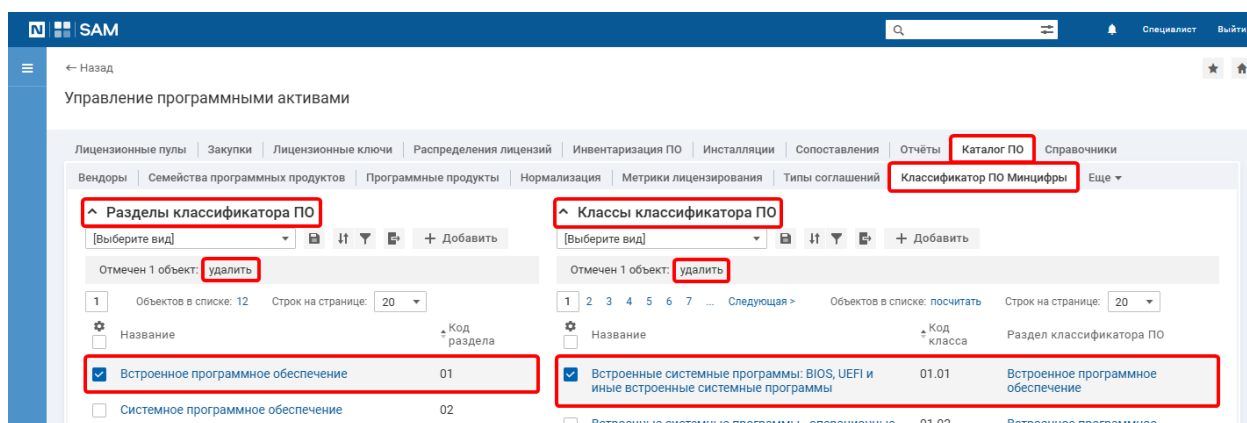 N SAM Специалист Выйти
← Назад
Управление программными активами
Лицензионные пулы Закупки Лицензионные ключи Распределения лицензий Инвентаризация ПО Инсталляции Сопоставления Отчёты Каталог ПО Справочники
Вендоры Семейства программных продуктов Программные продукты Нормализация Метрики лицензирования Типы соглашений Классификатор ПО Минцифры Еще
Разделы классификатора ПО
[Выберите вид] + Добавить
Отмечен 1 объект: удалить
1 Объектов в списке: 12 Строк на странице: 20
Название Код раздела
Встроенное программное обеспечение 01
Системное программное обеспечение 02
Классы классификатора ПО
[Выберите вид] + Добавить
Отмечен 1 объект: удалить
1 2 3 4 5 6 7 ... Следующая > Объектов в списке: посчитать Строк на странице: 20
Название Код класса Раздел классификатора ПО
Встроенные системные программы: BIOS, UEFI и 01.01 Встроенное программное
иные встроенные системные программы обеспечение